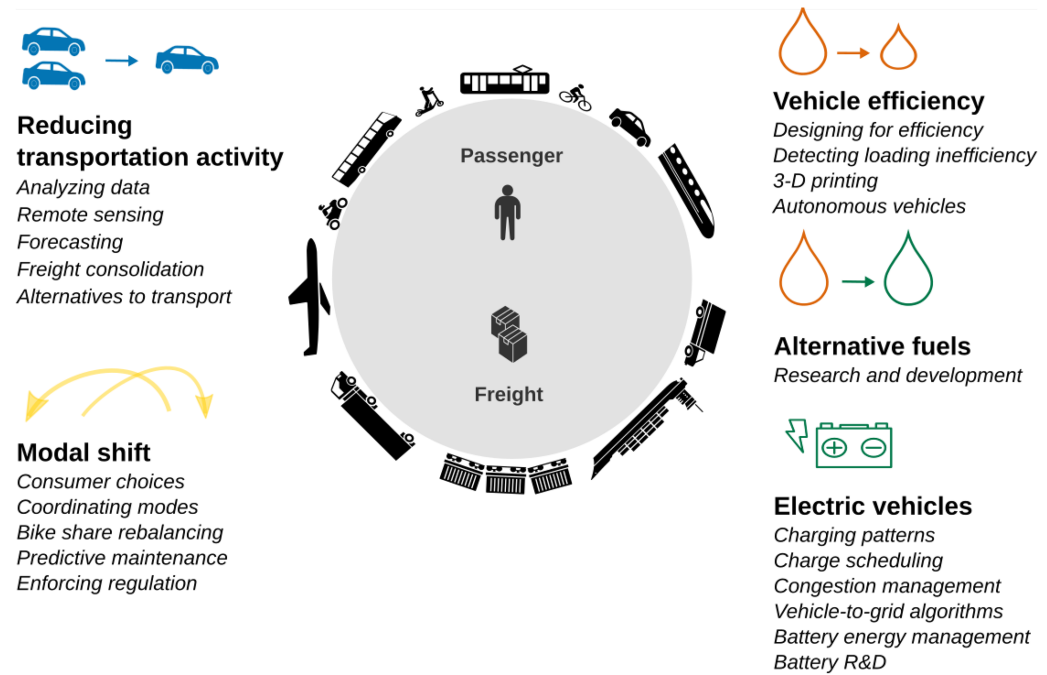 Reducing
transportation activity
Analyzing data
Remote sensing
Forecasting
Freight consolidation
Alternatives to transport
Modal shift
Consumer choices
Coordinating modes
Bike share rebalancing
Predictive maintenance
Enforcing regulation
Passenger
Freight
Vehicle efficiency
Designing for efficiency
Detecting loading inefficiency
3-D printing
Autonomous vehicles
Alternative fuels
Research and development
Electric vehicles
Charging patterns
Charge scheduling
Congestion management
Vehicle-to-grid algorithms
Battery energy management
Battery R&D